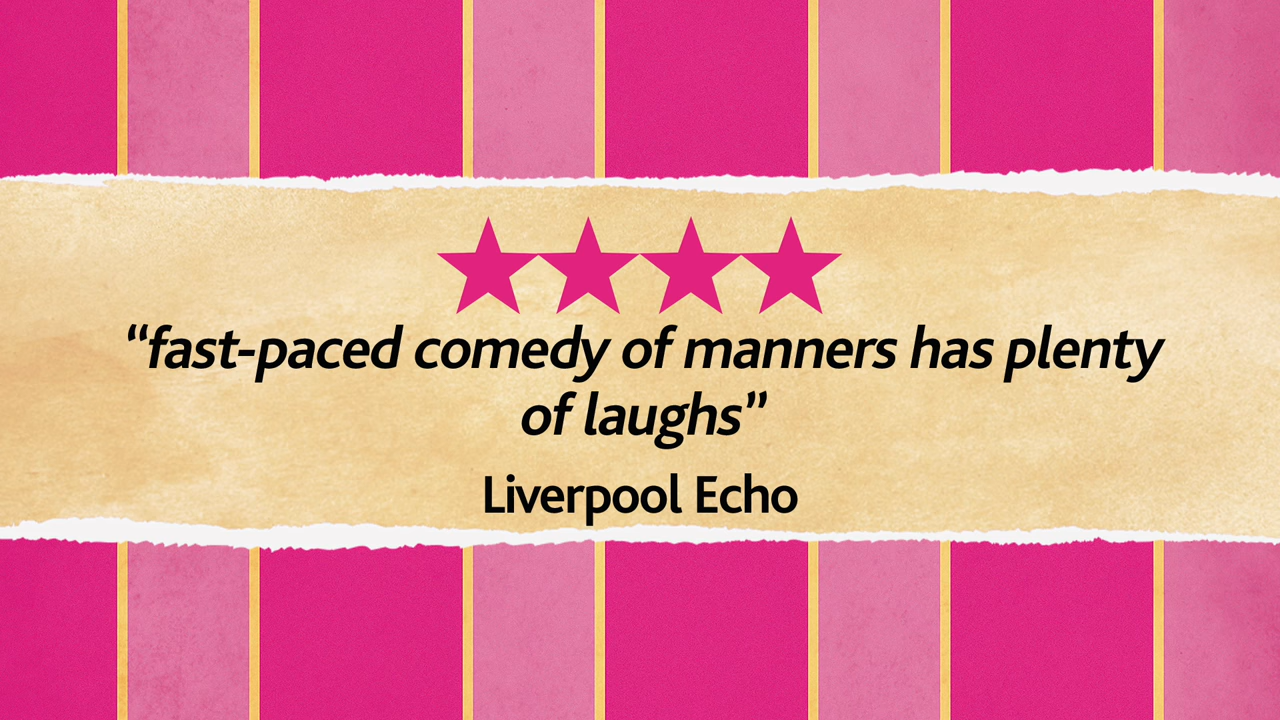 “fast-paced comedy of manners has plenty
of laughs”
Liverpool Echo